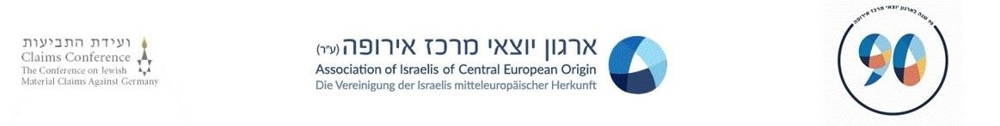 ועידת התביעות
Claims Conference
The Conference on Jewish
Material Claims Against Germany
ארגון יוצאי מרכז אירופה (ע"ר)
Association of Israelis of Central European Origin
Die Vereinigung der Israelis mitteleuropäischer Herkunft
90 שנה לארגון יוצאי מרכז אירופה
90